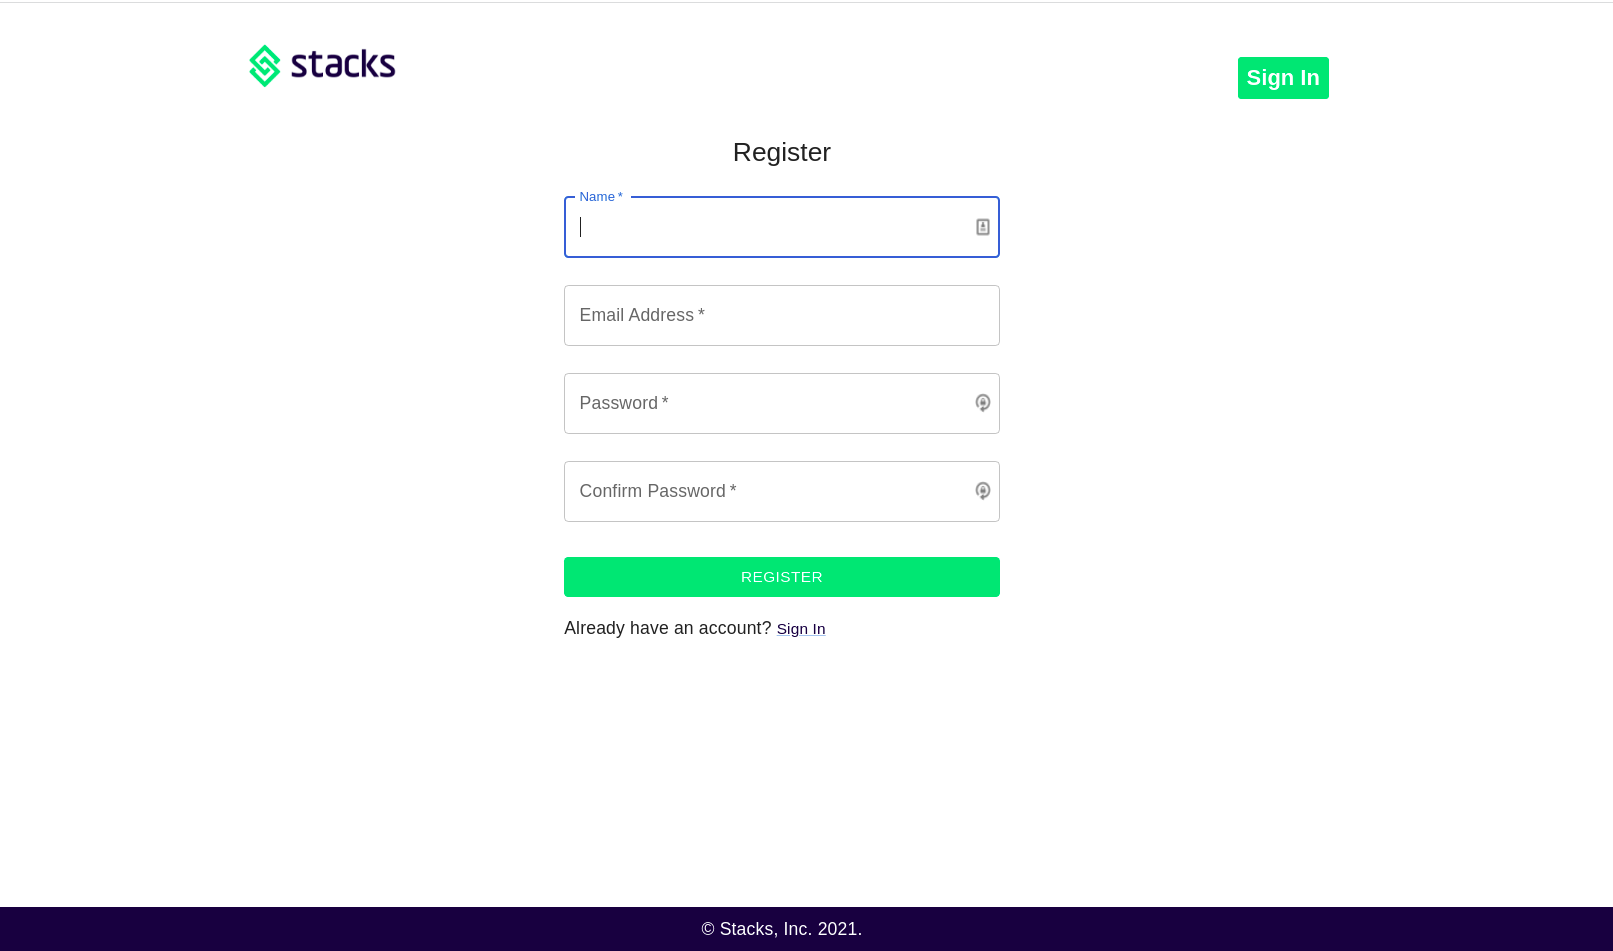 stacks
Sign In
Register
Name *
Email Address *
Password *
Confirm Password *
REGISTER
Already have an account? Sign In
© Stacks, Inc. 2021.